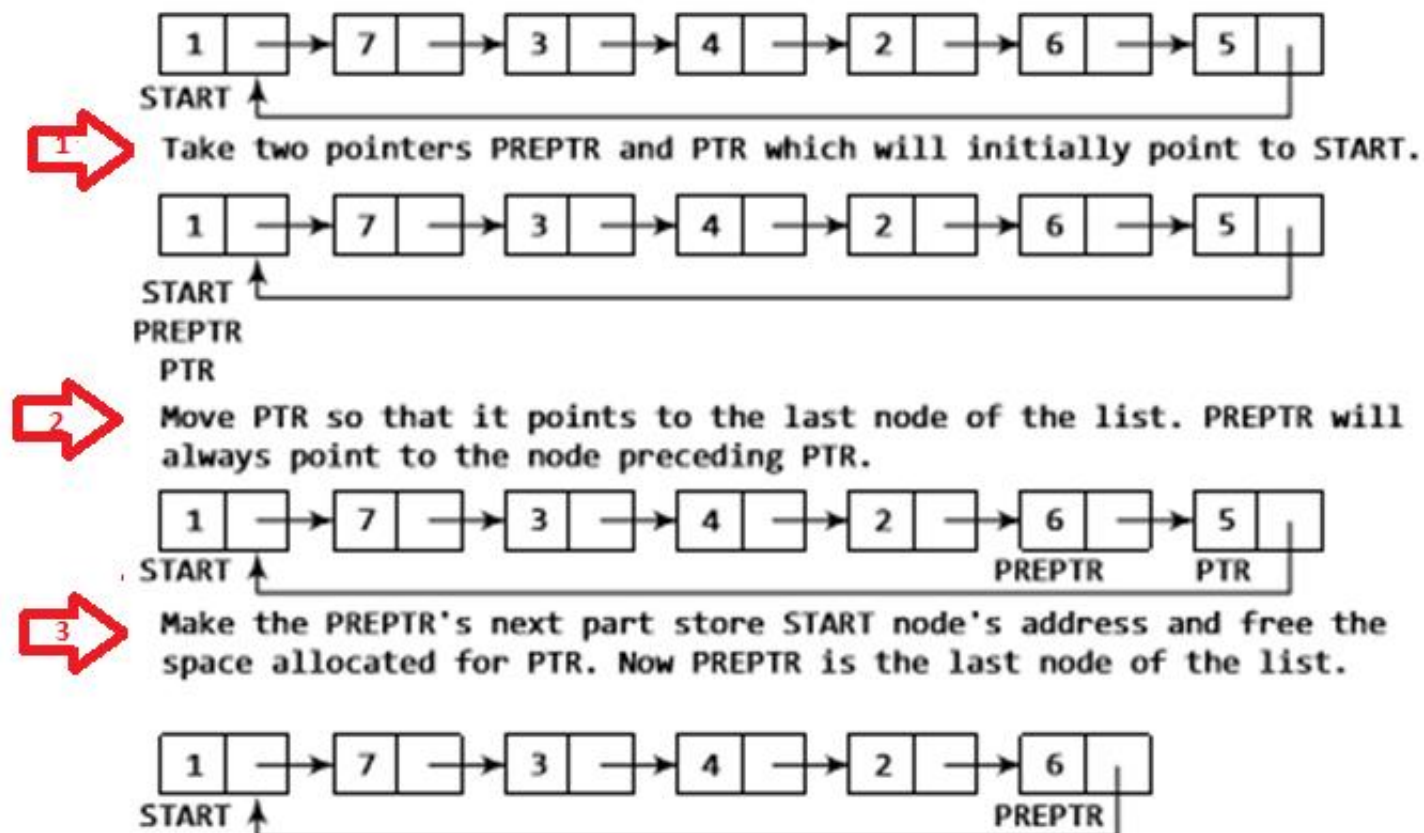 1 7 3 4 2 6 5
START
1
Take two pointers PREPTR and PTR which will initially point to START.
1 7 3 4 2 6 5
START
PREPTR
PTR
2
Move PTR so that it points to the last node of the list. PREPTR will
always point to the node preceding PTR.
1 7 3 4 2 6 5
START PREPTR PTR
3
Make the PREPTR's next part store START node's address and free the
space allocated for PTR. Now PREPTR is the last node of the list.
1 7 3 4 2 6
START PREPTR